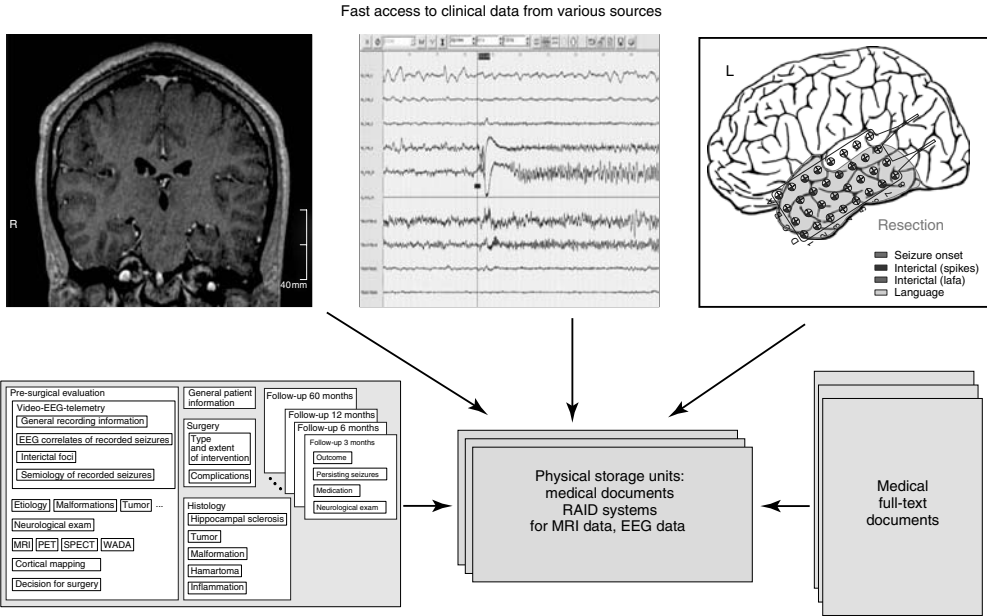 Fast access to clinical data from various sources
R
40 mm
L
Resection
Seizure onset
Interictal (spikes)
Interictal (lafa)
Language
Pre-surgical evaluation
Video-EEG-telemetry
General recording information
EEG correlates of recorded seizures
Interictal foci
Semiology of recorded seizures
Etiology Malformations Tumor ...
Neurological exam
MRI PET SPECT WADA
Cortical mapping
Decision for surgery
General patient
information
Surgery
Type
and extent
of intervention
Complications
Histology
Hippocampal sclerosis
Tumor
Malformation
Hamartoma
Inflammation
Follow-up 60 months
Follow-up 12 months
Follow-up 6 months
Follow-up 3 months
Outcome
Persisting seizures
Medication
Neurological exam
Physical storage units:
medical documents
RAID systems
for MRI data, EEG data
Medical
full-text
documents